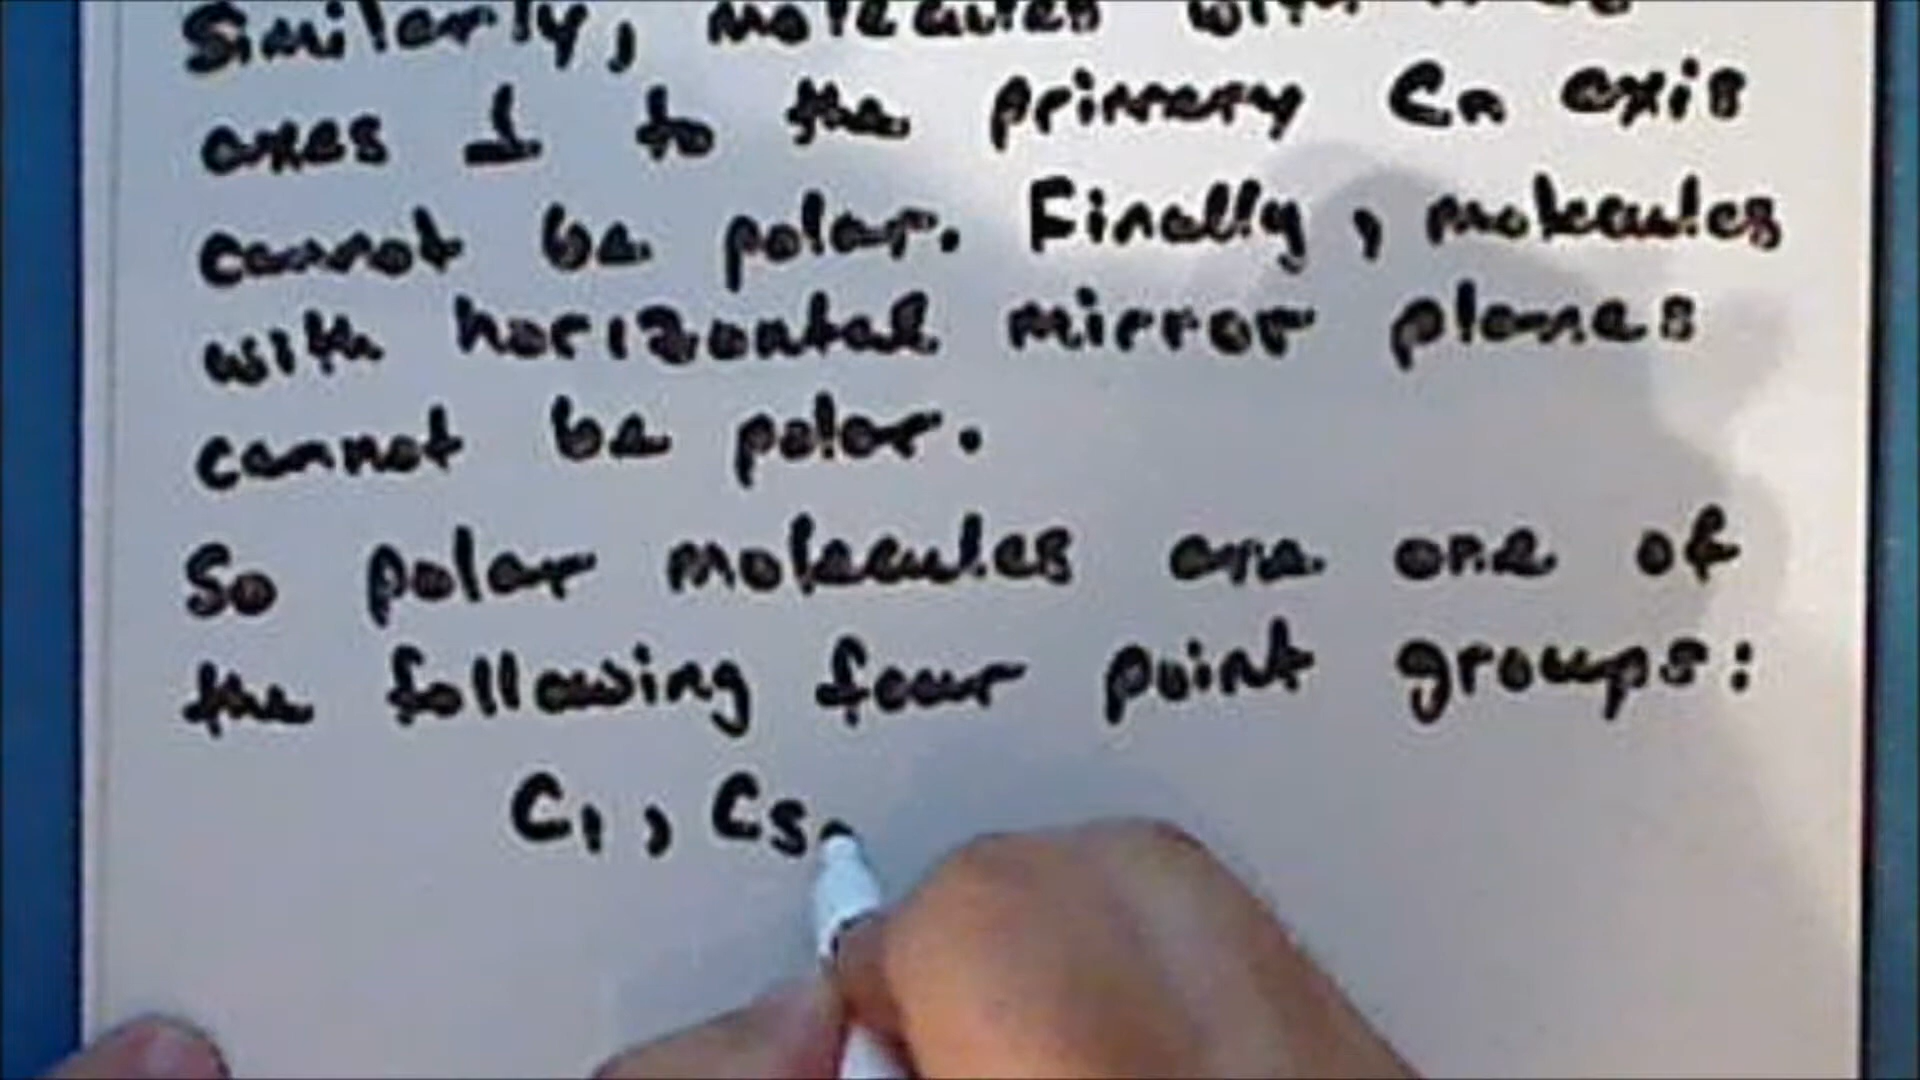 Similarly, molecules with
axes ⊥ to the primary Cn axis
cannot be polar. Finally, molecules
with horizontal mirror planes
cannot be polar.
So polar molecules are one of
the following four point groups:
C1, Cs